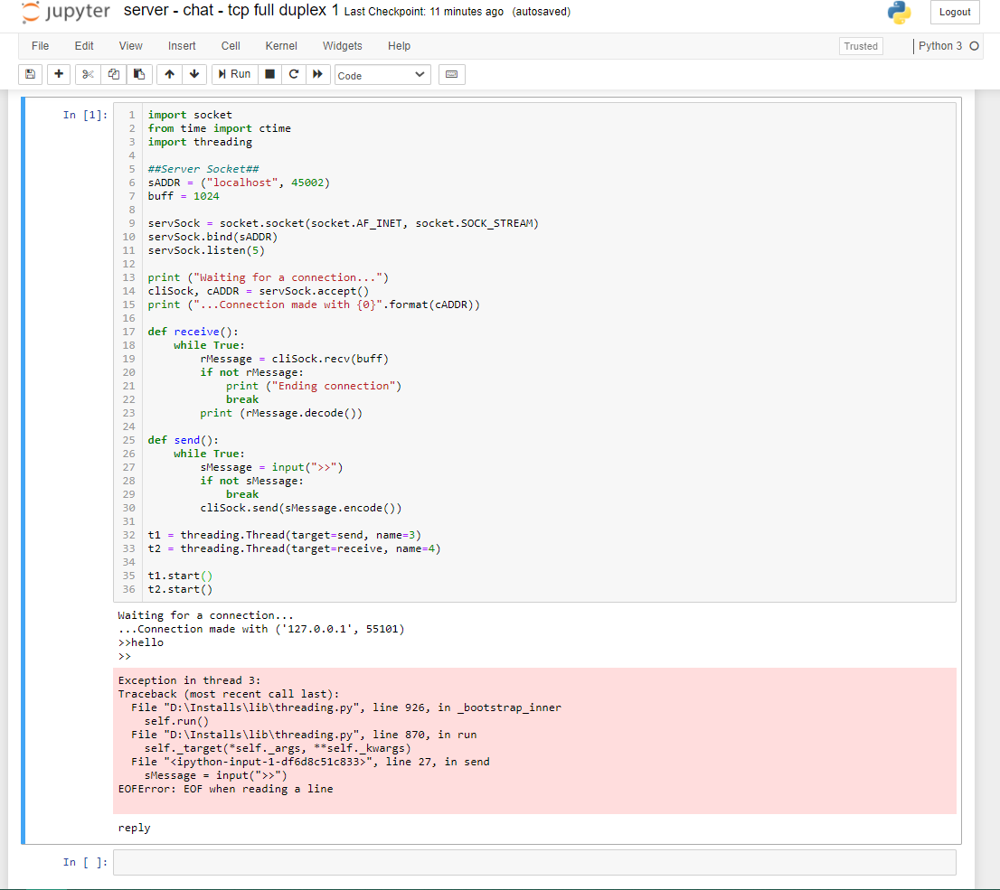 jupyter server - chat - tcp full duplex 1 Last Checkpoint: 11 minutes ago (autosaved) Logout
File Edit View Insert Cell Kernel Widgets Help Trusted Python 3
Run Code
In [1]:
1 import socket
2 from time import ctime
3 import threading
4
5 ##Server Socket##
6 sADDR = ("localhost", 45002)
7 buff = 1024
8
9 servSock = socket.socket(socket.AF_INET, socket.SOCK_STREAM)
10 servSock.bind(sADDR)
11 servSock.listen(5)
12
13 print ("Waiting for a connection...")
14 cliSock, cADDR = servSock.accept()
15 print ("...Connection made with {0}".format(cADDR))
16
17 def receive():
18     while True:
19         rMessage = cliSock.recv(buff)
20         if not rMessage:
21             print ("Ending connection")
22             break
23         print (rMessage.decode())
24
25 def send():
26     while True:
27         sMessage = input(">>")
28         if not sMessage:
29             break
30         cliSock.send(sMessage.encode())
31
32 t1 = threading.Thread(target=send, name=3)
33 t2 = threading.Thread(target=receive, name=4)
34
35 t1.start()
36 t2.start()
Waiting for a connection...
...Connection made with ('127.0.0.1', 55101)
>>hello
>>
Exception in thread 3:
Traceback (most recent call last):
  File "D:\Installs\lib\threading.py", line 926, in _bootstrap_inner
    self.run()
  File "D:\Installs\lib\threading.py", line 870, in run
    self._target(*self._args, **self._kwargs)
  File "<ipython-input-1-df6d8c51c833>", line 27, in send
    sMessage = input(">>")
EOFError: EOF when reading a line
reply
In [ ]: